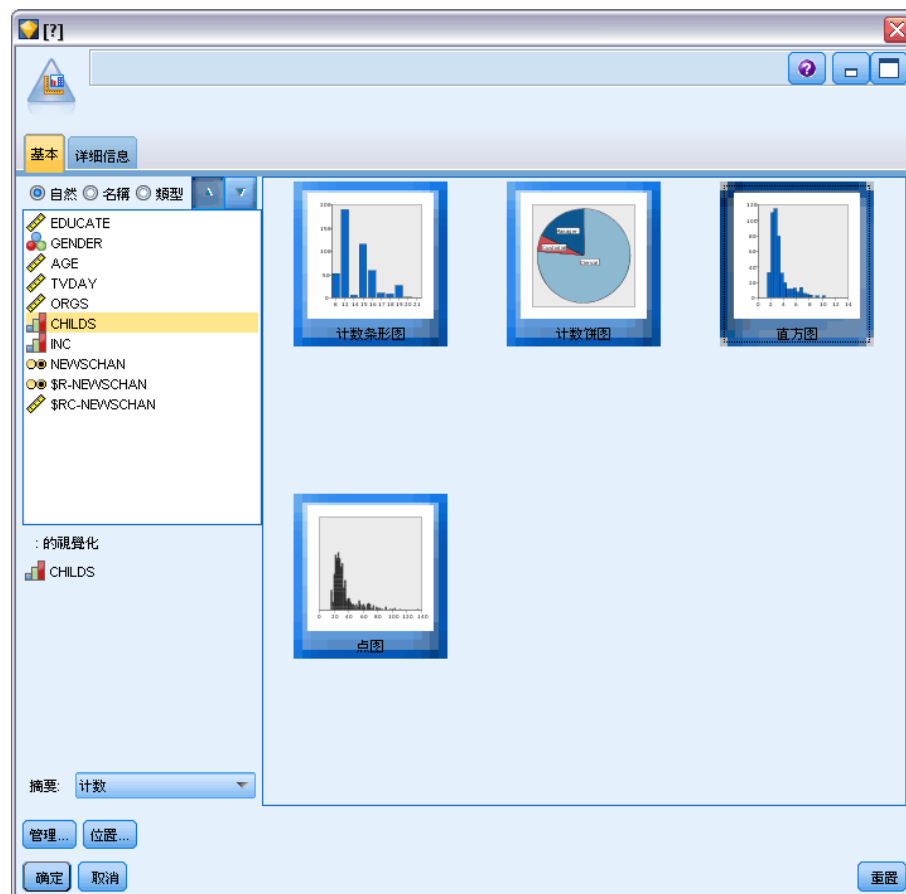 [?]
基本 详细信息
自然 名稱 類型
EDUCATE
GENDER
AGE
TVDAY
ORGS
CHILDS
INC
NEWSCHAN
$R-NEWSCHAN
$RC-NEWSCHAN
计数条形图
计数饼图
直方图
点图
: 的視覺化
CHILDS
摘要: 计数
管理... 位置...
确定 取消 重置